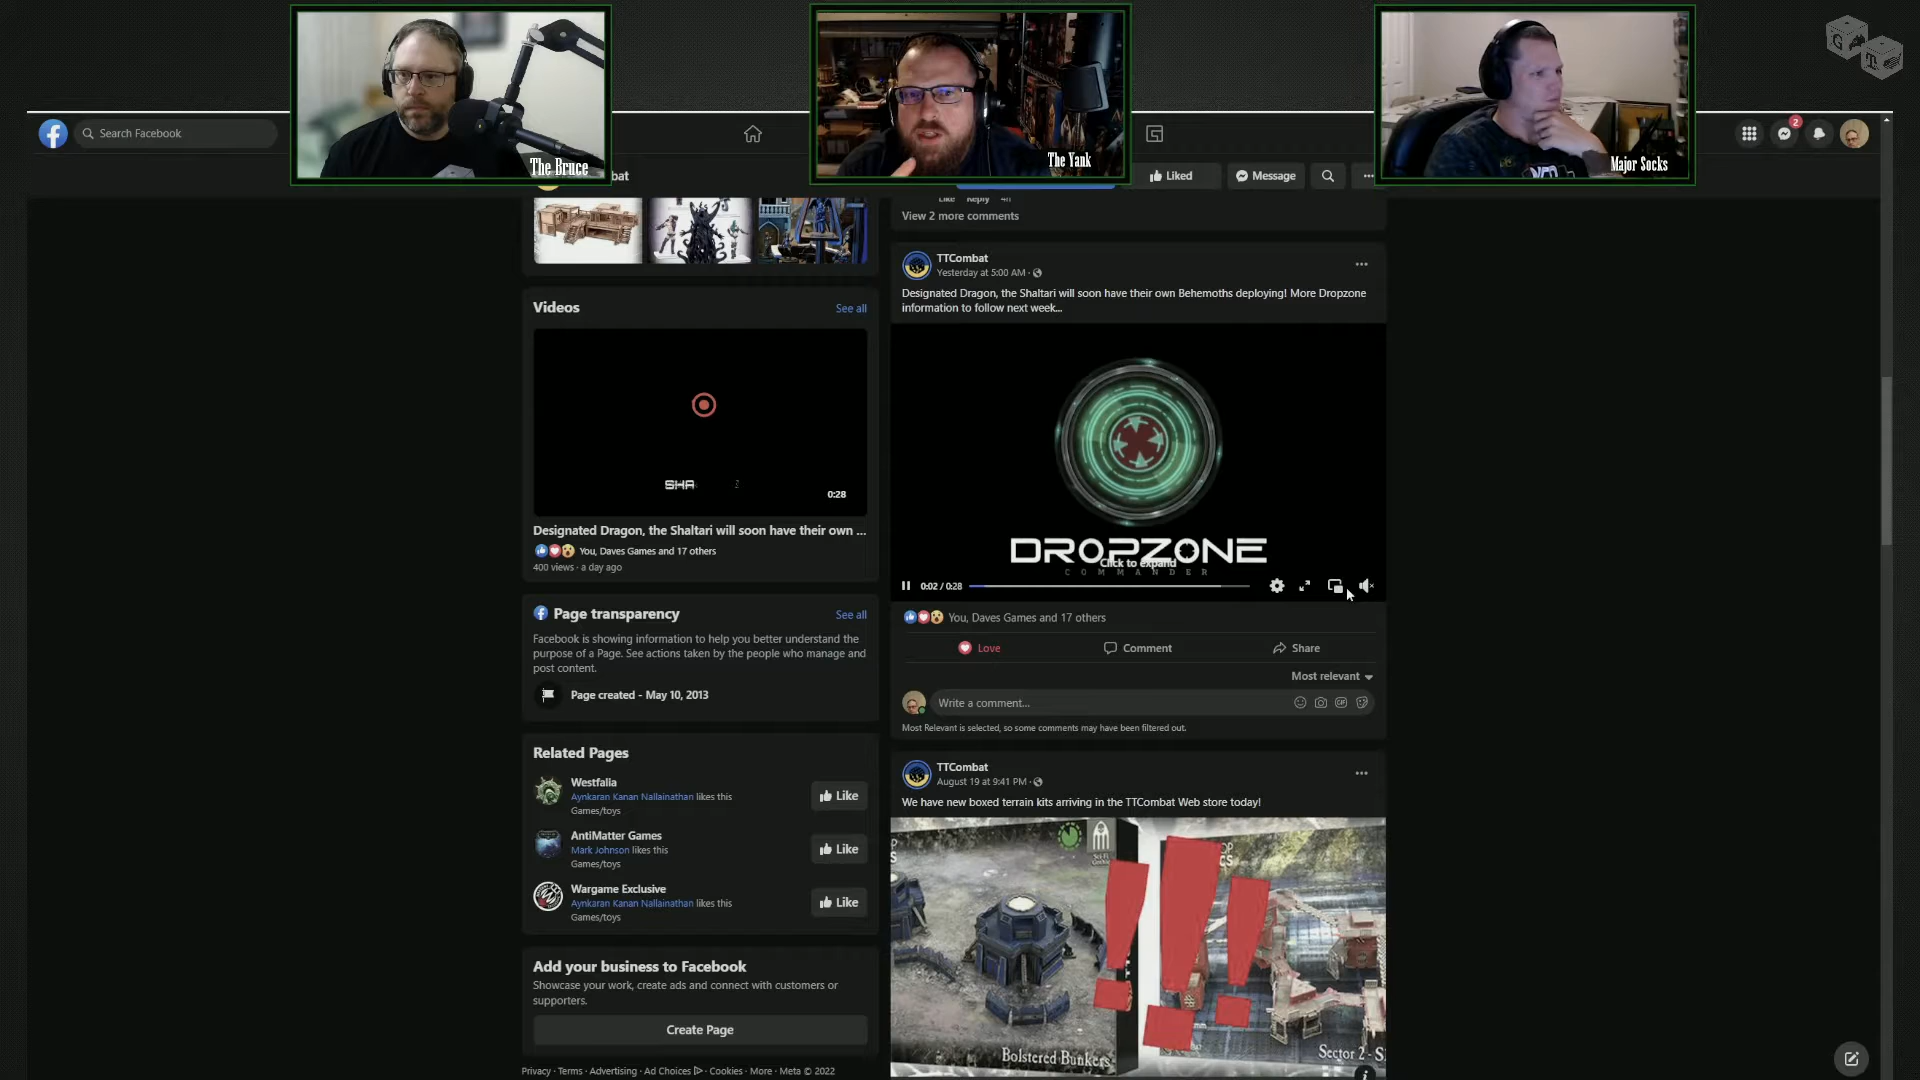 The Bruce
The Yank
Major Socks
G
T
Search Facebook
2
bat
Liked
Message
Like Reply 4h
View 2 more comments
TTCombat
Yesterday at 5:00 AM ·
Designated Dragon, the Shaltari will soon have their own Behemoths deploying! More Dropzone
information to follow next week...
Videos
See all
SHA
0:28
DROPZONE
COMMANDER
Click to expand
0:02 / 0:28
Designated Dragon, the Shaltari will soon have their own ...
You, Daves Games and 17 others
400 views · a day ago
You, Daves Games and 17 others
Love
Comment
Share
Most relevant
Write a comment...
GIF
Most Relevant is selected, so some comments may have been filtered out.
Page transparency
See all
Facebook is showing information to help you better understand the
purpose of a Page. See actions taken by the people who manage and
post content.
Page created - May 10, 2013
Related Pages
Westfalia
Aynkaran Kanan Nallainathan likes this
Games/toys
Like
AntiMatter Games
Mark Johnson likes this
Games/toys
Like
Wargame Exclusive
Aynkaran Kanan Nallainathan likes this
Games/toys
Like
TTCombat
August 19 at 9:41 PM ·
We have new boxed terrain kits arriving in the TTCombat Web store today!
Bolstered Bunkers
Sector 2 - S
Add your business to Facebook
Showcase your work, create ads and connect with customers or
supporters.
Create Page
Privacy · Terms · Advertising · Ad Choices · Cookies · More · Meta © 2022